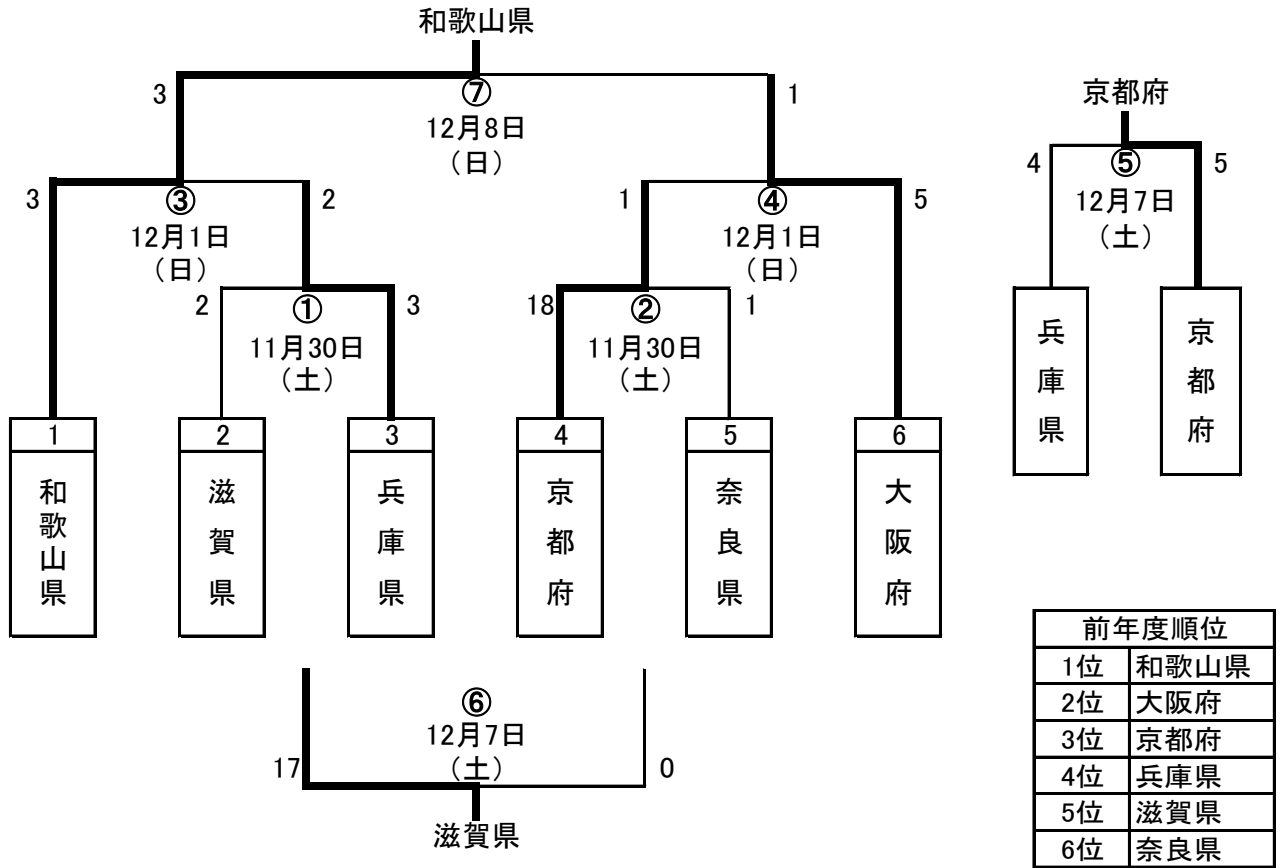 和歌山県
3
⑦
1
12月8日
（日）
3
③
2
12月1日
（日）
1
④
5
12月1日
（日）
2
①
3
11月30日
（土）
18
②
1
11月30日
（土）
1
和歌山県
2
滋賀県
3
兵庫県
4
京都府
5
奈良県
6
大阪府
⑥
12月7日
（土）
17
0
滋賀県
京都府
4
⑤
5
12月7日
（土）
兵庫県
京都府
前年度順位
1位 和歌山県
2位 大阪府
3位 京都府
4位 兵庫県
5位 滋賀県
6位 奈良県